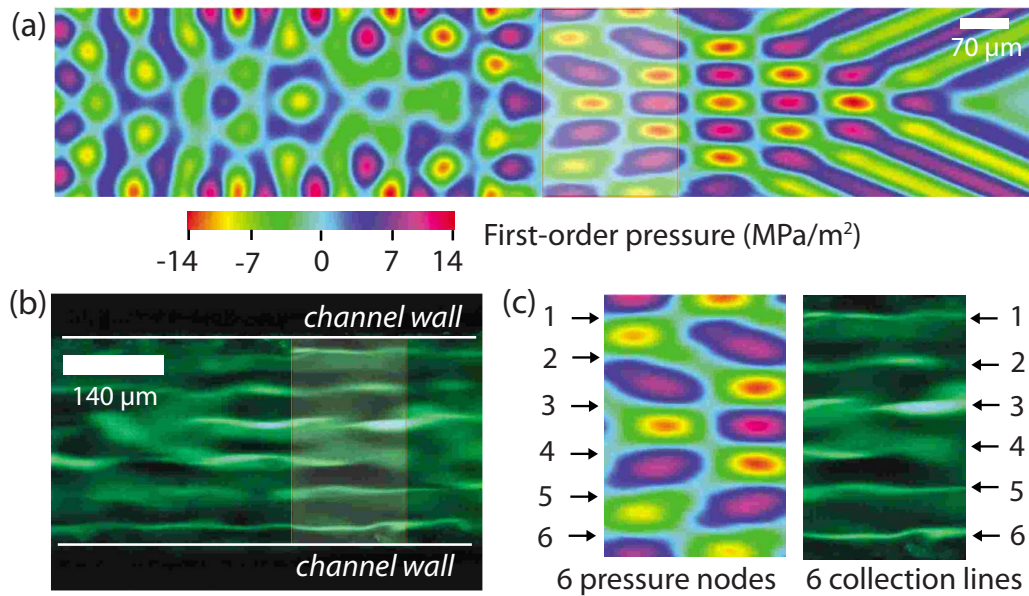 (a)
70 μm
-14 -7 0 7 14
First-order pressure (MPa/m²)
(b)
channel wall
140 μm
channel wall
(c)
1 1
2 2
3 3
4 4
5 5
6 6
6 pressure nodes
6 collection lines